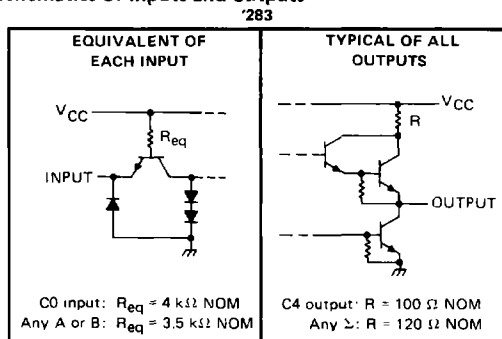 '283
EQUIVALENT OF
EACH INPUT
VCC
Req
INPUT
C0 input: Req = 4 kΩ NOM
Any A or B: Req = 3.5 kΩ NOM
TYPICAL OF ALL
OUTPUTS
VCC
R
OUTPUT
C4 output: R = 100 Ω NOM
Any Σ: R = 120 Ω NOM